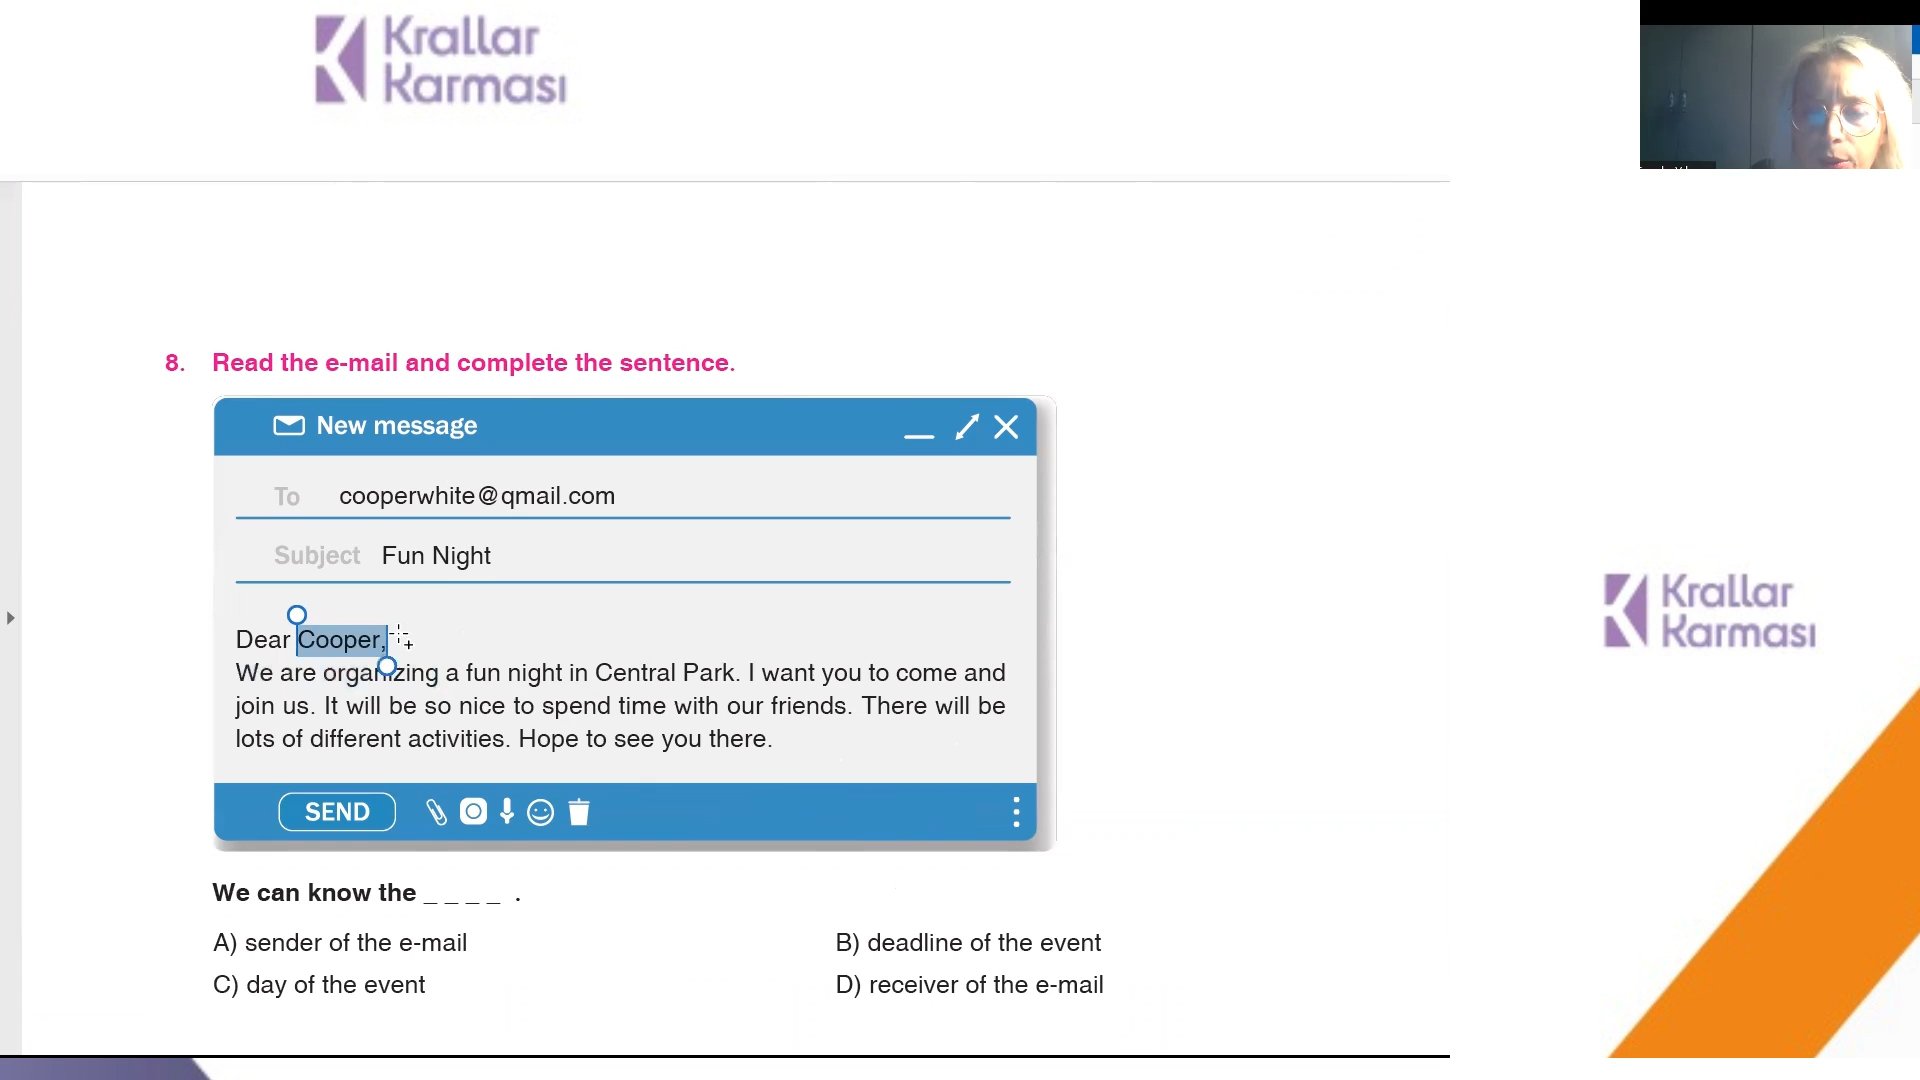 Krallar
Karması
8. Read the e-mail and complete the sentence.
New message
To cooperwhite@qmail.com
Subject Fun Night
Dear Cooper,
We are organizing a fun night in Central Park. I want you to come and
join us. It will be so nice to spend time with our friends. There will be
lots of different activities. Hope to see you there.
SEND
Krallar
Karması
We can know the _ _ _ _ .
A) sender of the e-mail
B) deadline of the event
C) day of the event
D) receiver of the e-mail